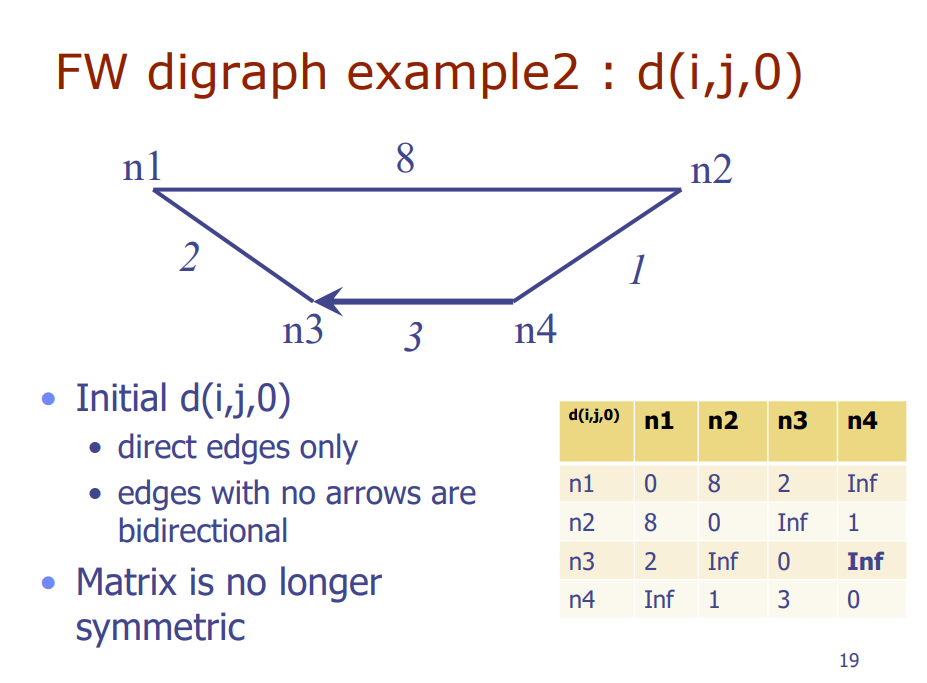 FW digraph example2 : d(i,j,0)
n1
8
n2
2
1
n3
3
n4
• Initial d(i,j,0)
• direct edges only
• edges with no arrows are
bidirectional
• Matrix is no longer
symmetric
d(i,j,0) n1 n2 n3 n4
n1 0 8 2 Inf
n2 8 0 Inf 1
n3 2 Inf 0 Inf
n4 Inf 1 3 0
19